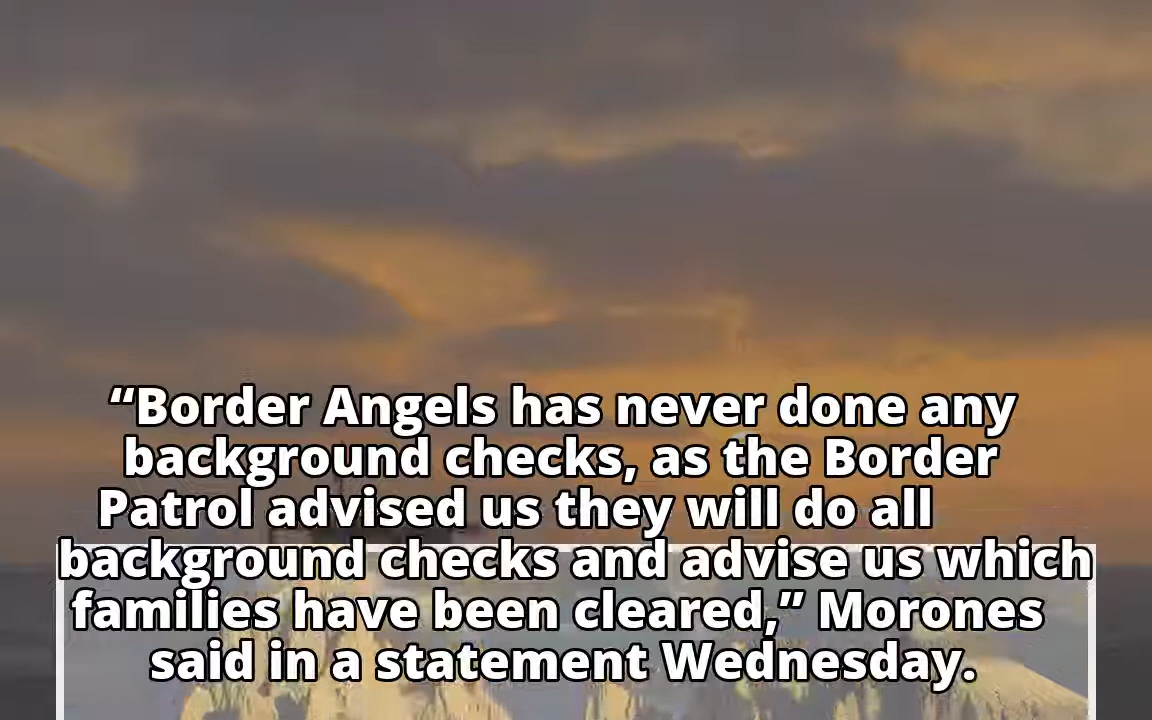 “Border Angels has never done any
background checks, as the Border
Patrol advised us they will do all
background checks and advise us which
families have been cleared,” Morones
said in a statement Wednesday.